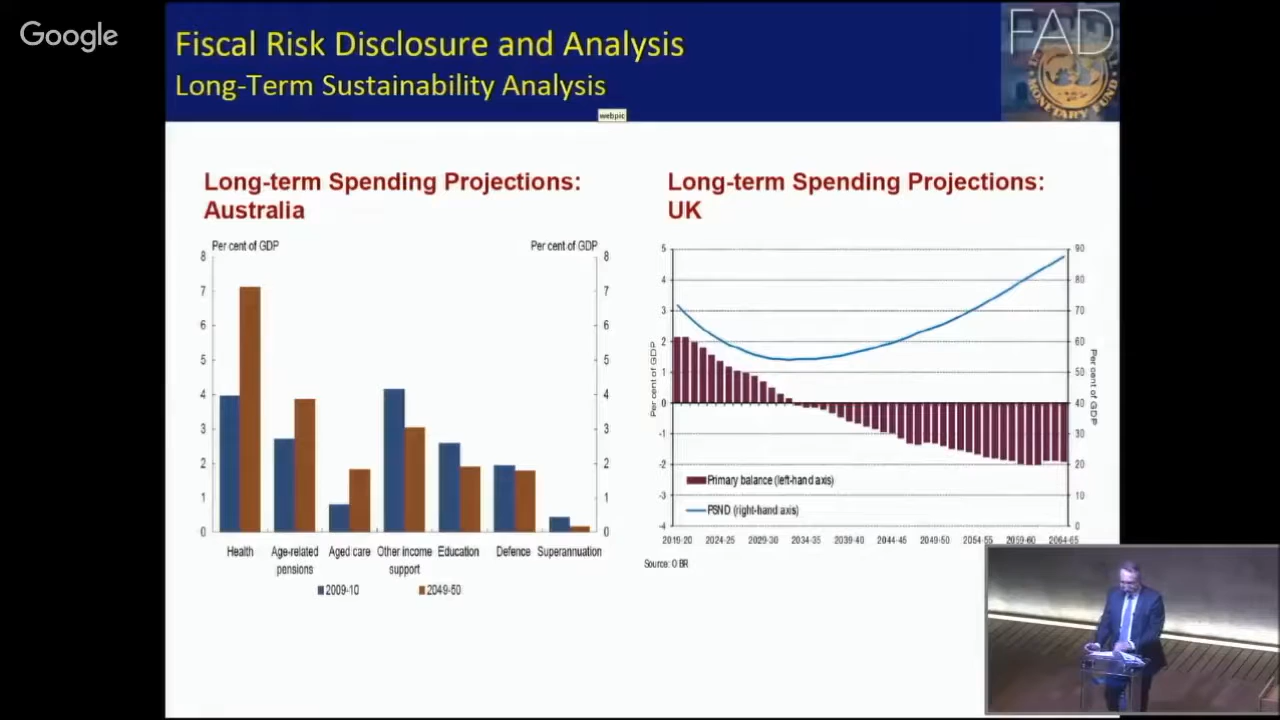 Google
Fiscal Risk Disclosure and Analysis
Long-Term Sustainability Analysis
webpic
FAD
MONETARY FUND
Long-term Spending Projections:
Australia
Per cent of GDP
Per cent of GDP
8
7
6
5
4
3
2
1
0
8
7
6
5
4
3
2
1
0
Health
Age-related
pensions
Aged care
Other income
support
Education
Defence
Superannuation
2009-10
2049-50
Long-term Spending Projections:
UK
5
4
3
2
1
0
-1
-2
-3
-4
Per cent of GDP
90
80
70
60
50
40
30
20
10
0
Per cent of GDP
Primary balance (left-hand axis)
PSND (right-hand axis)
2019-20
2024-25
2029-30
2034-35
2039-40
2044-45
2049-50
2054-55
2059-60
2064-65
Source: OBR